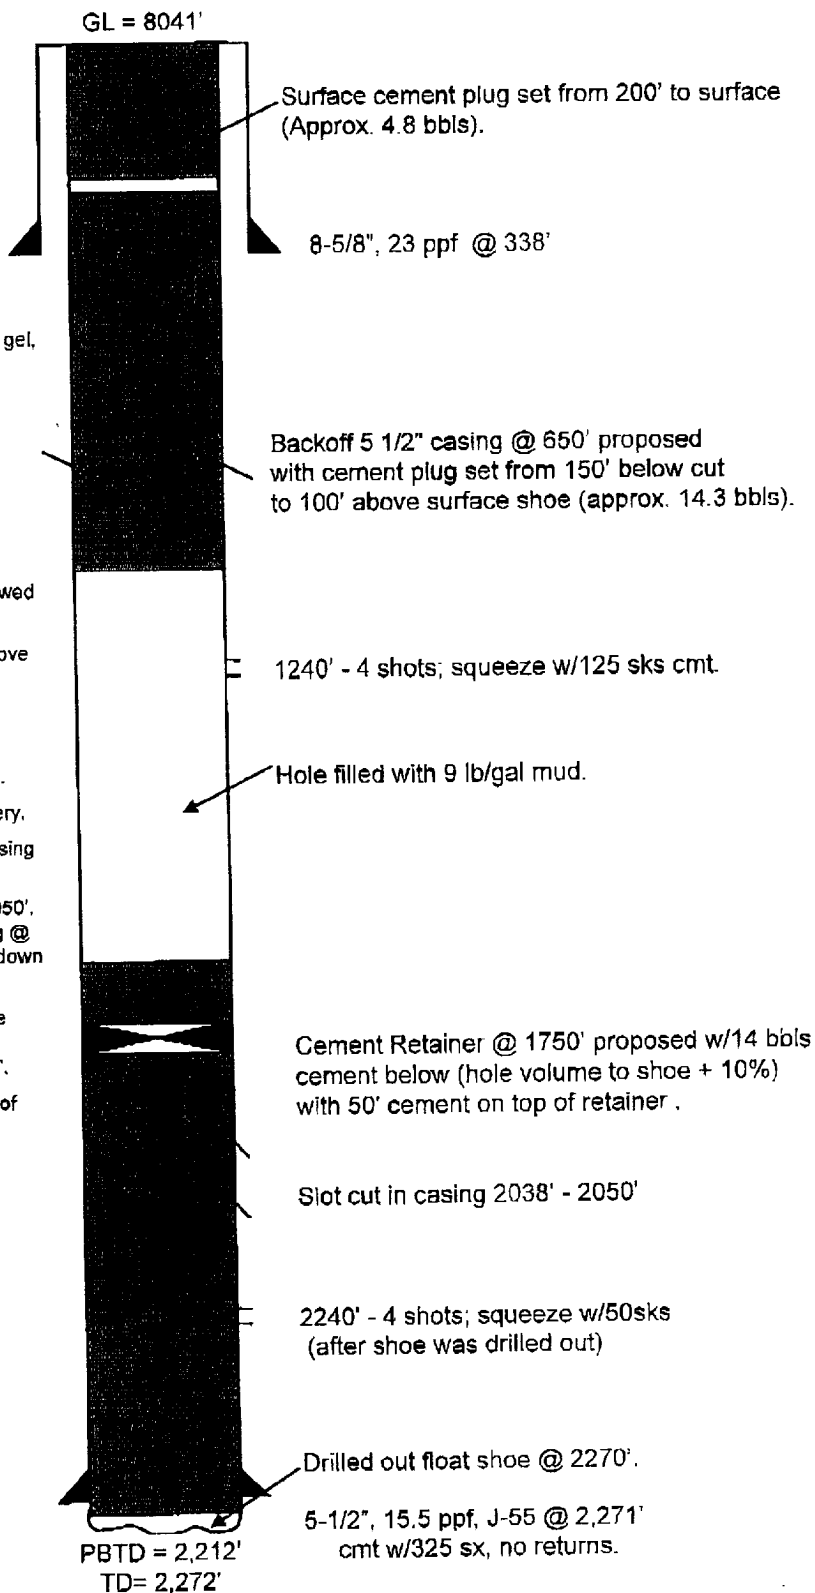 GL = 8041'
Surface cement plug set from 200' to surface
(Approx. 4.8 bbls).
8-5/8", 23 ppf @ 338'
gel,
Backoff 5 1/2" casing @ 650' proposed
with cement plug set from 150' below cut
to 100' above surface shoe (approx. 14.3 bbls).
wed
ove
1240' - 4 shots; squeeze w/125 sks cmt.
Hole filled with 9 lb/gal mud.
ery.
sing
050'.
g @
down
e
'.
of
Cement Retainer @ 1750' proposed w/14 bbls
cement below (hole volume to shoe + 10%)
with 50' cement on top of retainer .
Slot cut in casing 2038' - 2050'
2240' - 4 shots; squeeze w/50sks
(after shoe was drilled out)
Drilled out float shoe @ 2270'.
5-1/2", 15.5 ppf, J-55 @ 2,271'
cmt w/325 sx, no returns.
PBTD = 2,212'
TD= 2,272'